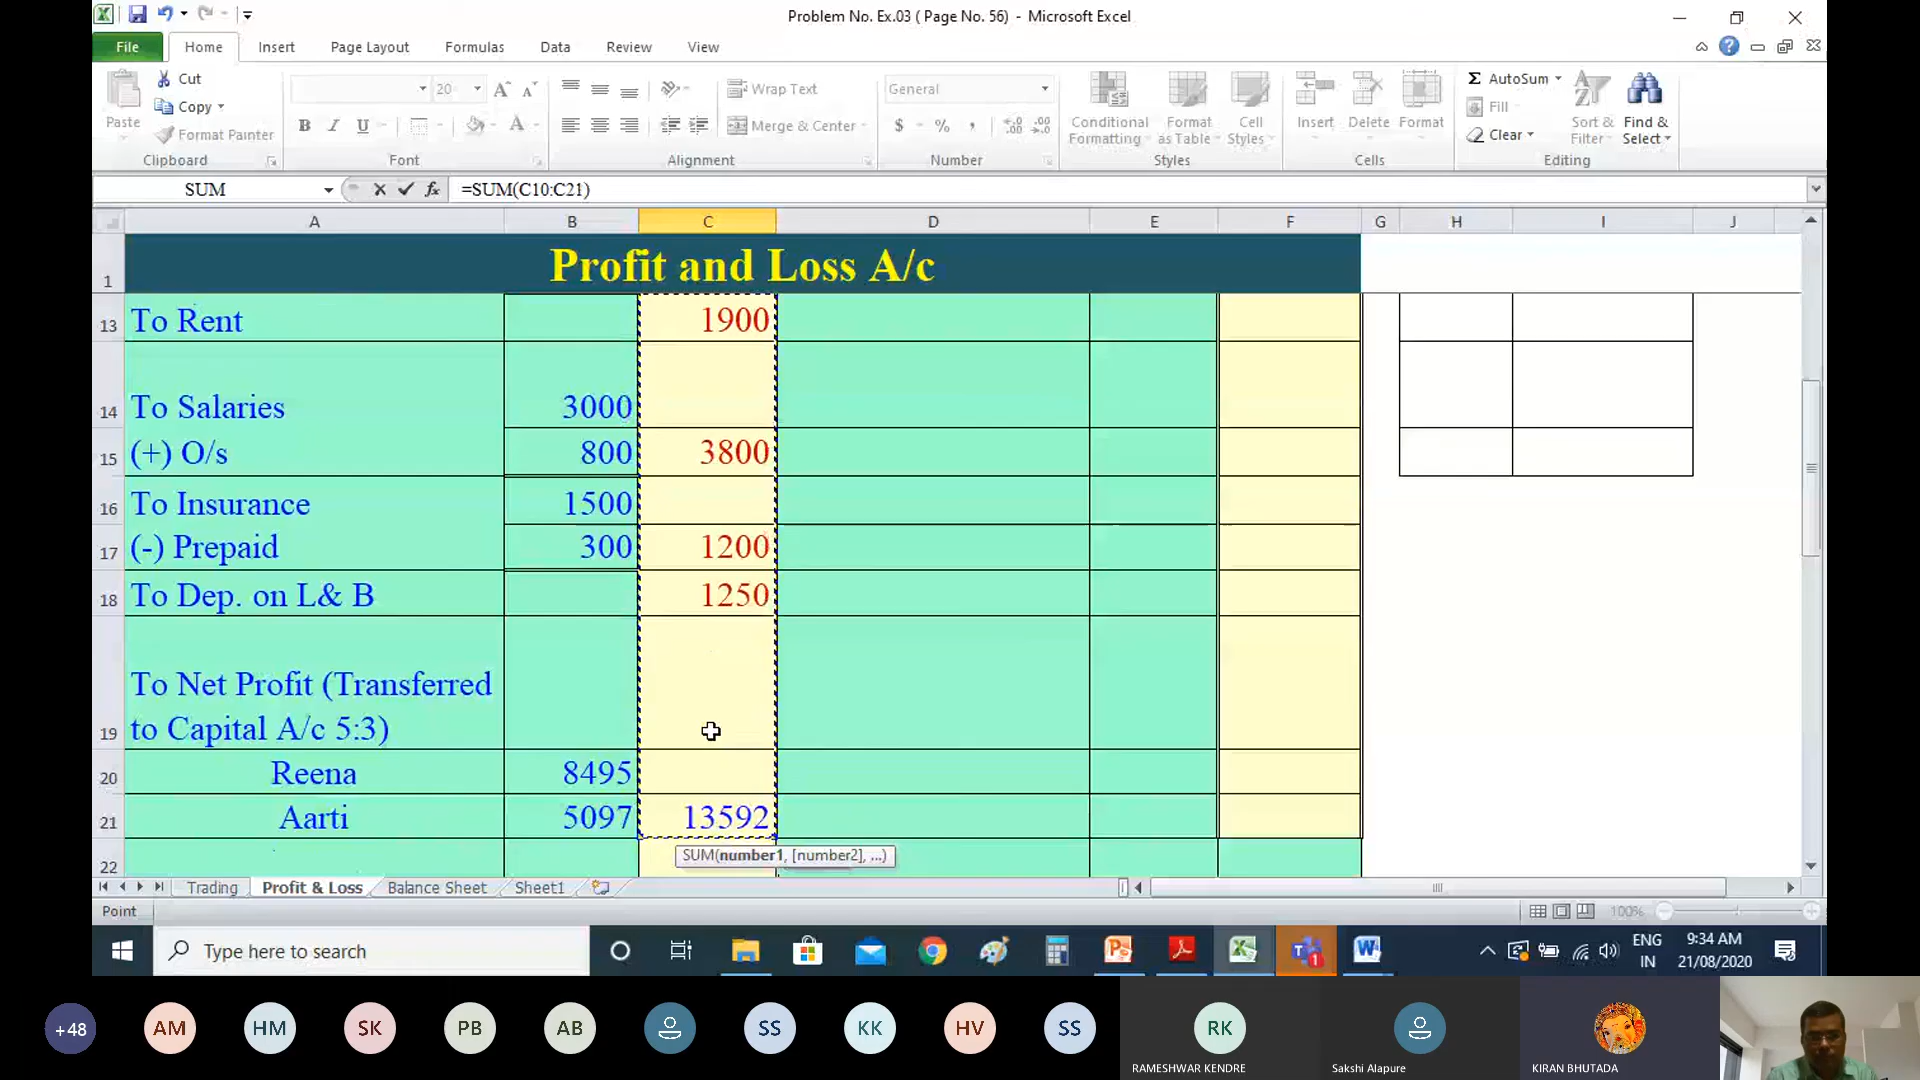 Problem No. Ex.03 ( Page No. 56) - Microsoft Excel
File Home Insert Page Layout Formulas Data Review View
Paste
Cut
Copy
Format Painter
Clipboard
20
B I U
Font
Wrap Text
Merge & Center
Alignment
General
$ % ,
Number
Conditional Formatting
Format as Table
Cell Styles
Styles
Insert Delete Format
Cells
Σ AutoSum
Fill
Clear
Sort & Filter
Find & Select
Editing
SUM fx =SUM(C10:C21)
A B C D E F G H I J
1 Profit and Loss A/c
13 To Rent 1900
14 To Salaries 3000
15 (+) O/s 800 3800
16 To Insurance 1500
17 (-) Prepaid 300 1200
18 To Dep. on L& B 1250
To Net Profit (Transferred
19 to Capital A/c 5:3)
20 Reena 8495
21 Aarti 5097 13592
22 SUM(number1, [number2], ...)
Trading Profit & Loss Balance Sheet Sheet1
Point 100%
Type here to search
ENG
IN
9:34 AM
21/08/2020
+48 AM HM SK PB AB SS KK HV SS RK
RAMESHWAR KENDRE Sakshi Alapure KIRAN BHUTADA